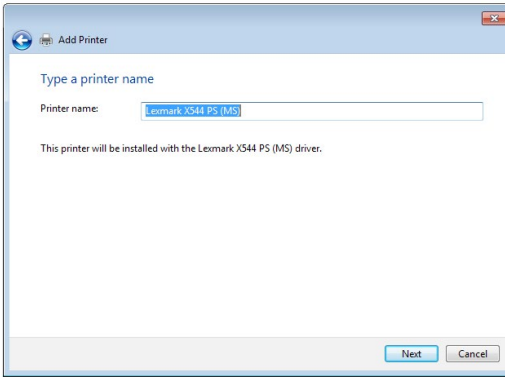 Add Printer
Type a printer name
Printer name: Lexmark X544 PS (MS)
This printer will be installed with the Lexmark X544 PS (MS) driver.
Next Cancel